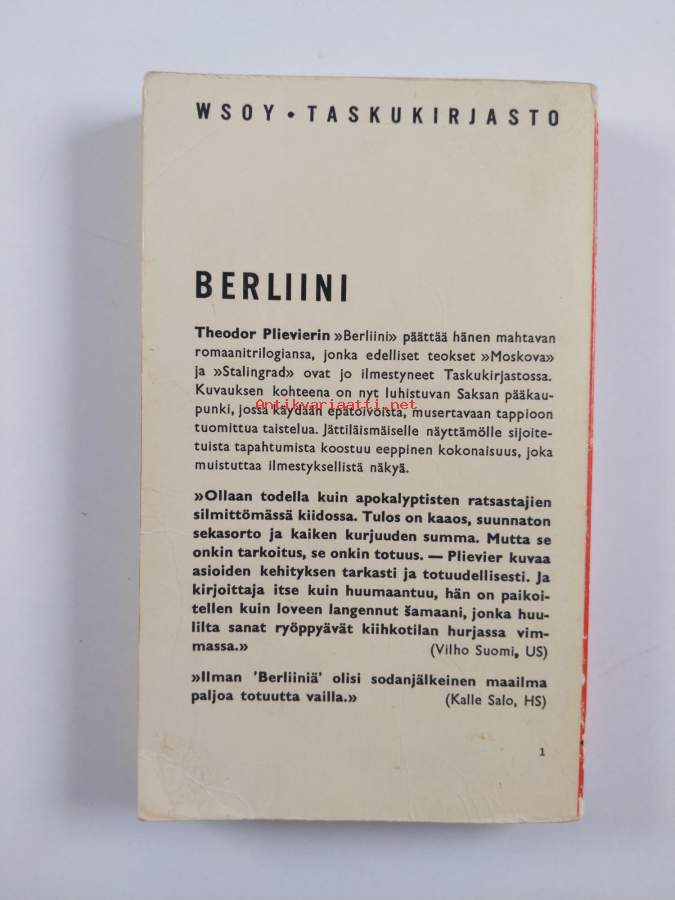 WSOY • TASKUKIRJASTO
BERLIINI
Theodor Plievierin »Berliini» päättää hänen mahtavan
romaanitrilogiansa, jonka edelliset teokset »Moskova»
ja »Stalingrad» ovat jo ilmestyneet Taskukirjastossa.
Kuvauksen kohteena on nyt luhistuvan Saksan pääkau-
punki, jossa käydään epätoivoista, musertavaan tappioon
Antikvariaatti.net
tuomittua taistelua. Jättiläismäiselle näyttämölle sijoite-
tuista tapahtumista koostuu eeppinen kokonaisuus, joka
muistuttaa ilmestyksellistä näkyä.
»Ollaan todella kuin apokalyptisten ratsastajien
silmittömässä kiidossa. Tulos on kaaos, suunnaton
sekasorto ja kaiken kurjuuden summa. Mutta se
onkin tarkoitus, se onkin totuus. — Plievier kuvaa
asioiden kehityksen tarkasti ja totuudellisesti. Ja
kirjoittaja itse kuin huumaantuu, hän on paikoi-
tellen kuin loveen langennut šamaani, jonka huu-
lilta sanat ryöppyävät kiihkotilan hurjassa vim-
massa.» (Vilho Suomi, US)
»Ilman 'Berliiniä' olisi sodanjälkeinen maailma
paljoa totuutta vailla.» (Kalle Salo, HS)
1